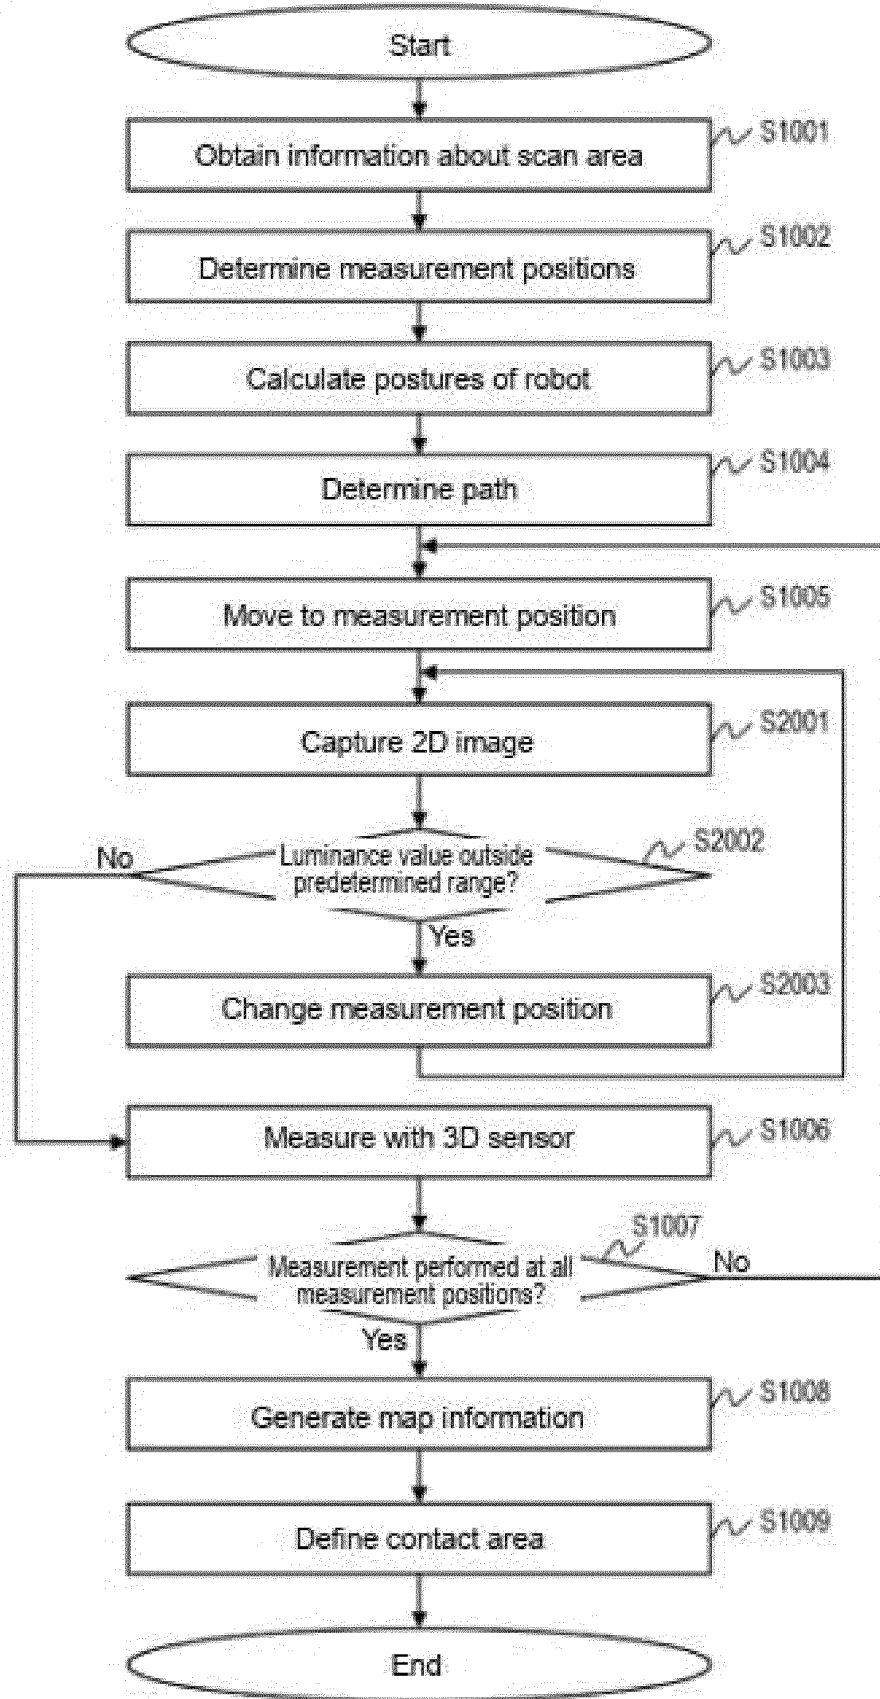 Start
S1001
Obtain information about scan area
S1002
Determine measurement positions
S1003
Calculate postures of robot
S1004
Determine path
S1005
Move to measurement position
S2001
Capture 2D image
S2002
No
Luminance value outside
predetermined range?
Yes
S2003
Change measurement position
S1006
Measure with 3D sensor
S1007
No
Measurement performed at all
measurement positions?
Yes
S1008
Generate map information
S1009
Define contact area
End